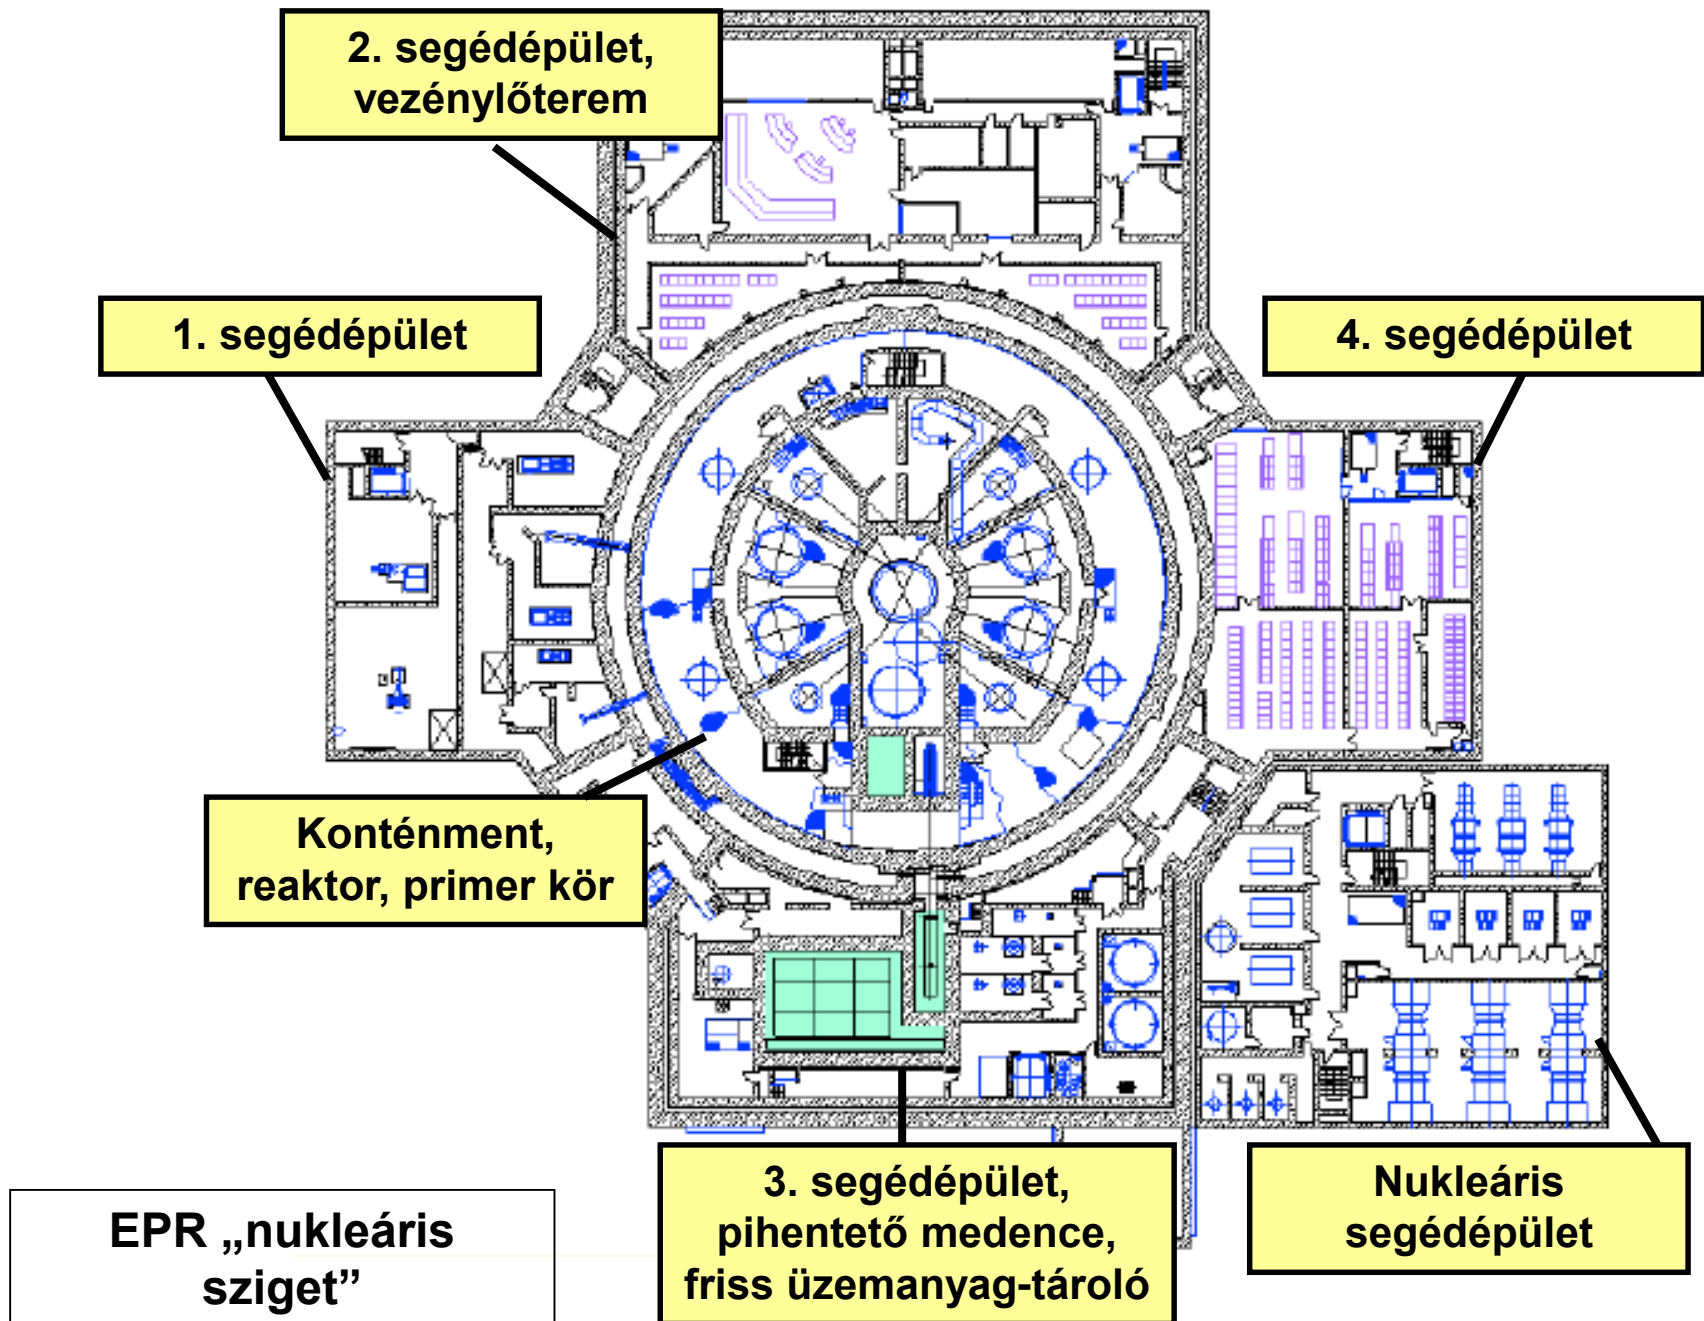 2. segédépület,
vezénylőterem
1. segédépület
4. segédépület
Konténment,
reaktor, primer kör
3. segédépület,
pihentető medence,
friss üzemanyag-tároló
Nukleáris
segédépület
EPR „nukleáris
sziget”